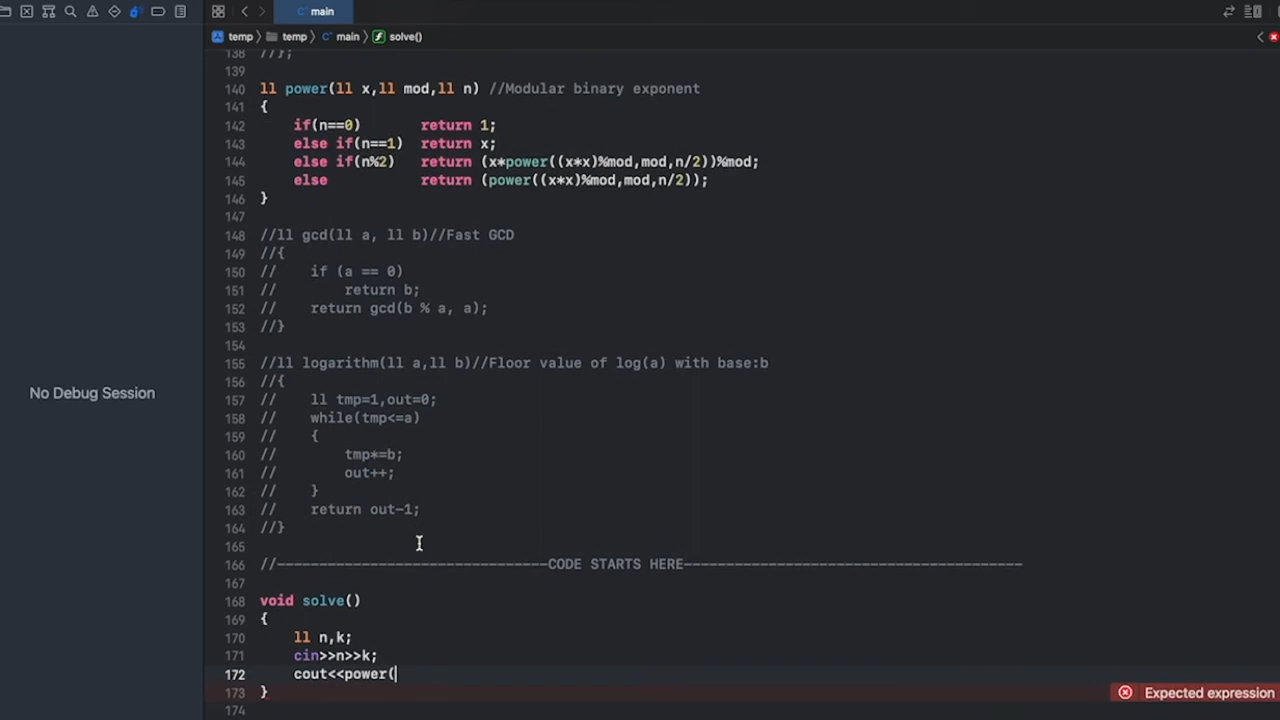 main
temp
temp
main
solve()
138 //};
139
140 ll power(ll x,ll mod,ll n) //Modular binary exponent
141 {
142 if(n==0) return 1;
143 else if(n==1) return x;
144 else if(n%2) return (x*power((x*x)%mod,mod,n/2))%mod;
145 else return (power((x*x)%mod,mod,n/2));
146 }
147
148 //ll gcd(ll a, ll b)//Fast GCD
149 //{
150 // if (a == 0)
151 // return b;
152 // return gcd(b % a, a);
153 //}
154
155 //ll logarithm(ll a,ll b)//Floor value of log(a) with base:b
156 //{
157 // ll tmp=1,out=0;
158 // while(tmp<=a)
159 // {
160 // tmp*=b;
161 // out++;
162 // }
163 // return out-1;
164 //}
165
166 //--------------------------------CODE STARTS HERE----------------------------------------
167
168 void solve()
169 {
170 ll n,k;
171 cin>>n>>k;
172 cout<<power(
173 }
Expected expression
174
No Debug Session